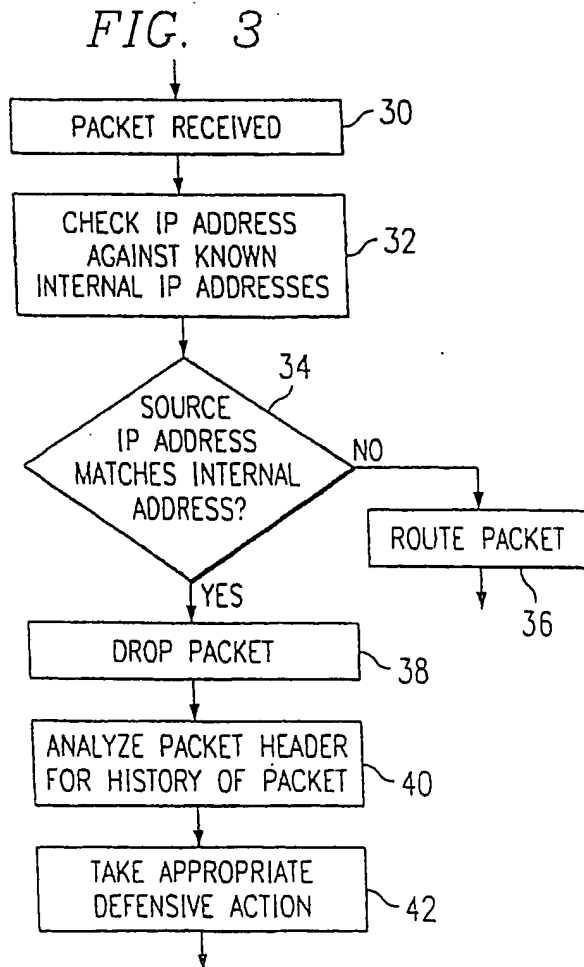 FIG. 3
PACKET RECEIVED
30
CHECK IP ADDRESS
AGAINST KNOWN
INTERNAL IP ADDRESSES
32
34
SOURCE
IP ADDRESS
MATCHES INTERNAL
ADDRESS?
NO
ROUTE PACKET
36
YES
DROP PACKET
38
ANALYZE PACKET HEADER
FOR HISTORY OF PACKET
40
TAKE APPROPRIATE
DEFENSIVE ACTION
42